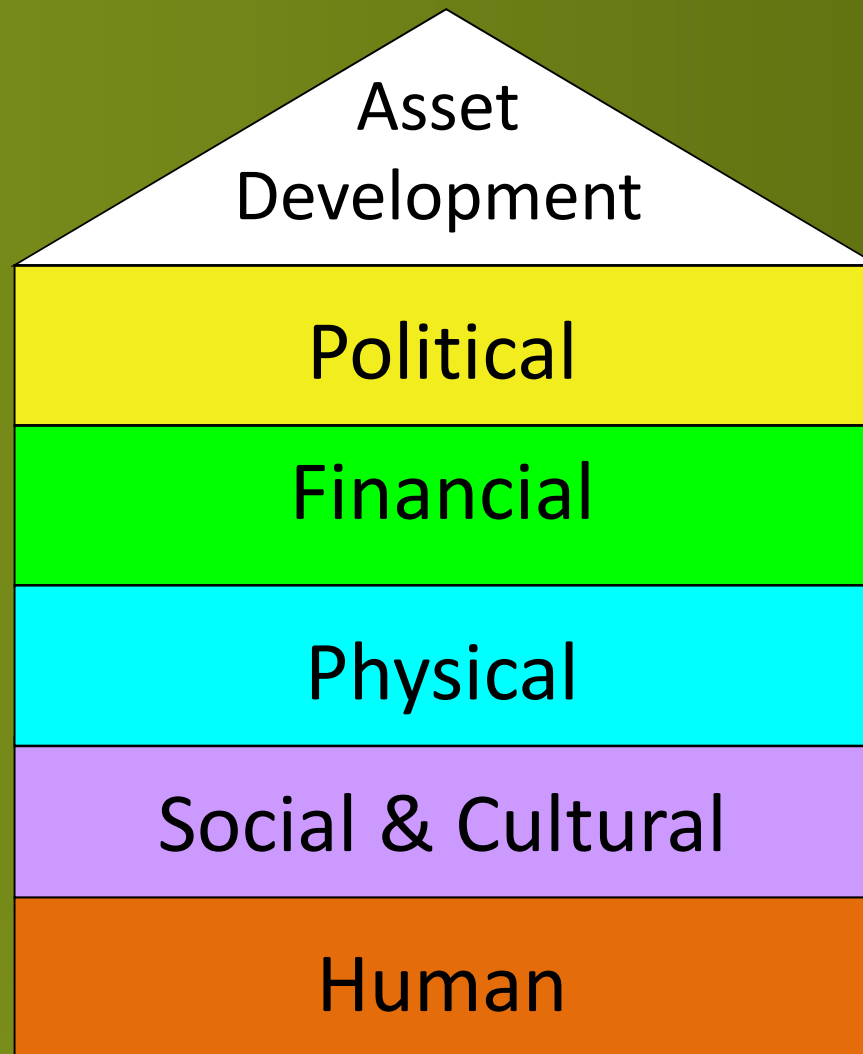 Asset
Development
Political
Financial
Physical
Social & Cultural
Human